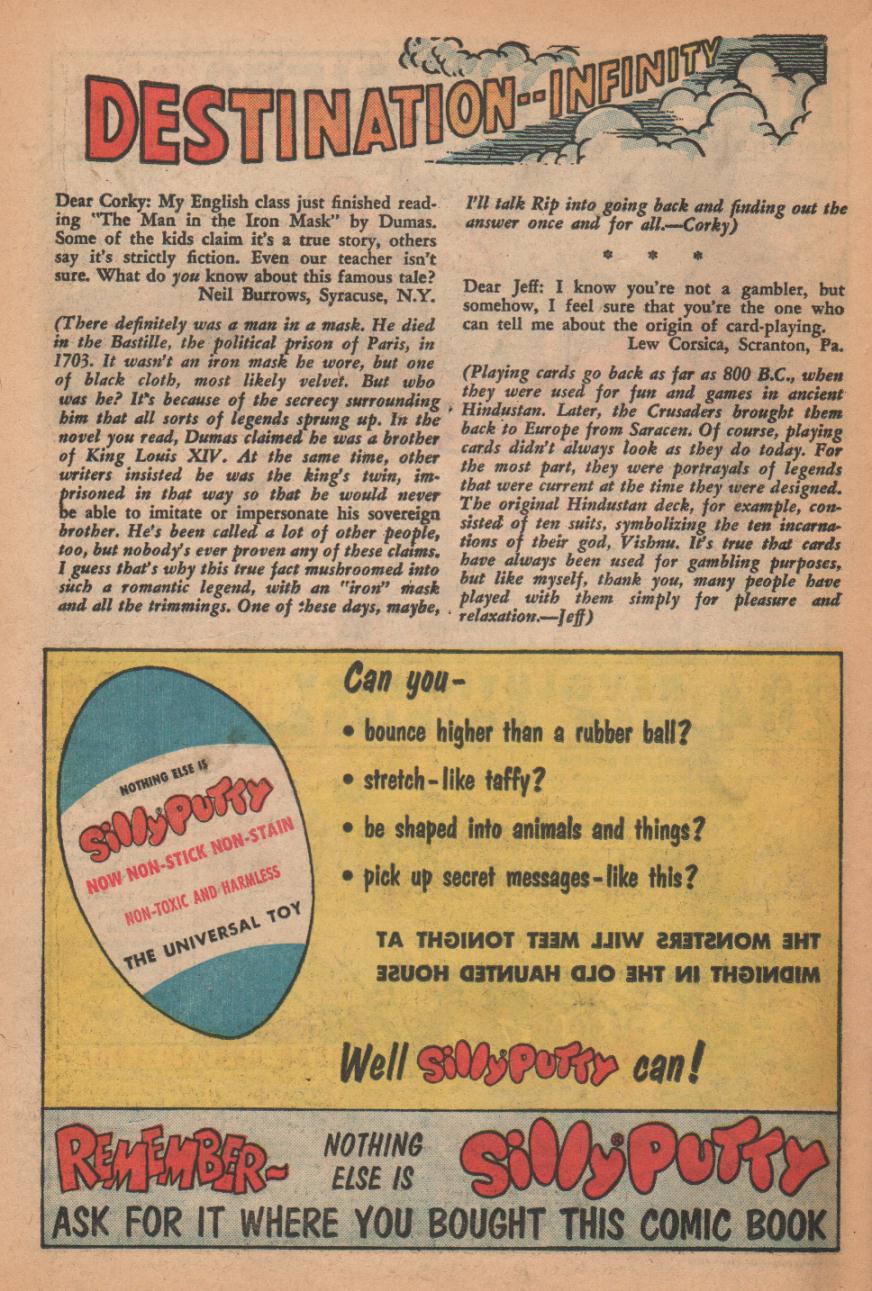 DESTINATION--INFINITY
Dear Corky: My English class just finished read-
ing "The Man in the Iron Mask" by Dumas.
Some of the kids claim it's a true story, others
say it's strictly fiction. Even our teacher isn't
sure. What do you know about this famous tale?
Neil Burrows, Syracuse, N.Y.
(There definitely was a man in a mask. He died
in the Bastille, the political prison of Paris, in
1703. It wasn't an iron mask he wore, but one
of black cloth, most likely velvet. But who
was he? It's because of the secrecy surrounding
him that all sorts of legends sprung up. In the
novel you read, Dumas claimed he was a brother
of King Louis XIV. At the same time, other
writers insisted he was the king's twin, im-
prisoned in that way so that he would never
be able to imitate or impersonate his sovereign
brother. He's been called a lot of other people,
too, but nobody's ever proven any of these claims.
I guess that's why this true fact mushroomed into
such a romantic legend, with an "iron" mask
and all the trimmings. One of these days, maybe,
I'll talk Rip into going back and finding out the
answer once and for all.—Corky)
* * *
Dear Jeff: I know you're not a gambler, but
somehow, I feel sure that you're the one who
can tell me about the origin of card-playing.
Lew Corsica, Scranton, Pa.
(Playing cards go back as far as 800 B.C., when
they were used for fun and games in ancient
Hindustan. Later, the Crusaders brought them
back to Europe from Saracen. Of course, playing
cards didn't always look as they do today. For
the most part, they were portrayals of legends
that were current at the time they were designed.
The original Hindustan deck, for example, con-
sisted of ten suits, symbolizing the ten incarna-
tions of their god, Vishnu. It's true that cards
have always been used for gambling purposes,
but like myself, thank you, many people have
played with them simply for pleasure and
relaxation.—Jeff)
NOTHING ELSE IS
Silly Putty
NOW NON-STICK NON-STAIN
NON-TOXIC AND HARMLESS
THE UNIVERSAL TOY
Can you-
• bounce higher than a rubber ball?
• stretch-like taffy?
• be shaped into animals and things?
• pick up secret messages-like this?
THE MONSTERS WILL MEET TONIGHT AT
MIDNIGHT IN THE OLD HAUNTED HOUSE
Well Silly Putty can!
REMEMBER~ NOTHING
ELSE IS Silly Putty
ASK FOR IT WHERE YOU BOUGHT THIS COMIC BOOK